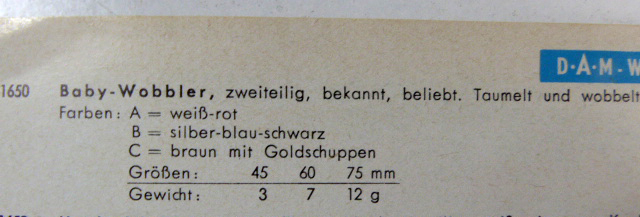 D·A·M-W
1650 Baby-Wobbler, zweiteilig, bekannt, beliebt. Taumelt und wobbelt
Farben: A = weiß-rot
B = silber-blau-schwarz
C = braun mit Goldschuppen
Größen: 45 60 75 mm
Gewicht: 3 7 12 g